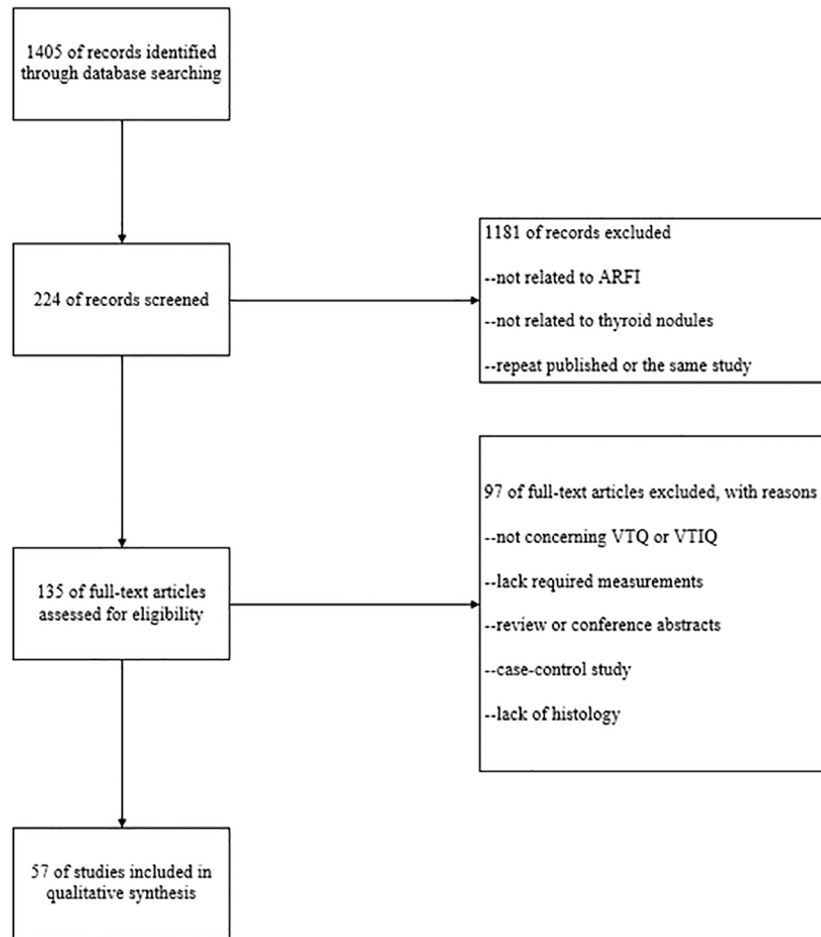 1405 of records identified
through database searching
224 of records screened
1181 of records excluded
--not related to ARFI
--not related to thyroid nodules
--repeat published or the same study
135 of full-text articles
assessed for eligibility
97 of full-text articles excluded, with reasons
--not concerning VTQ or VTIQ
--lack required measurements
--review or conference abstracts
--case-control study
--lack of histology
57 of studies included in
qualitative synthesis